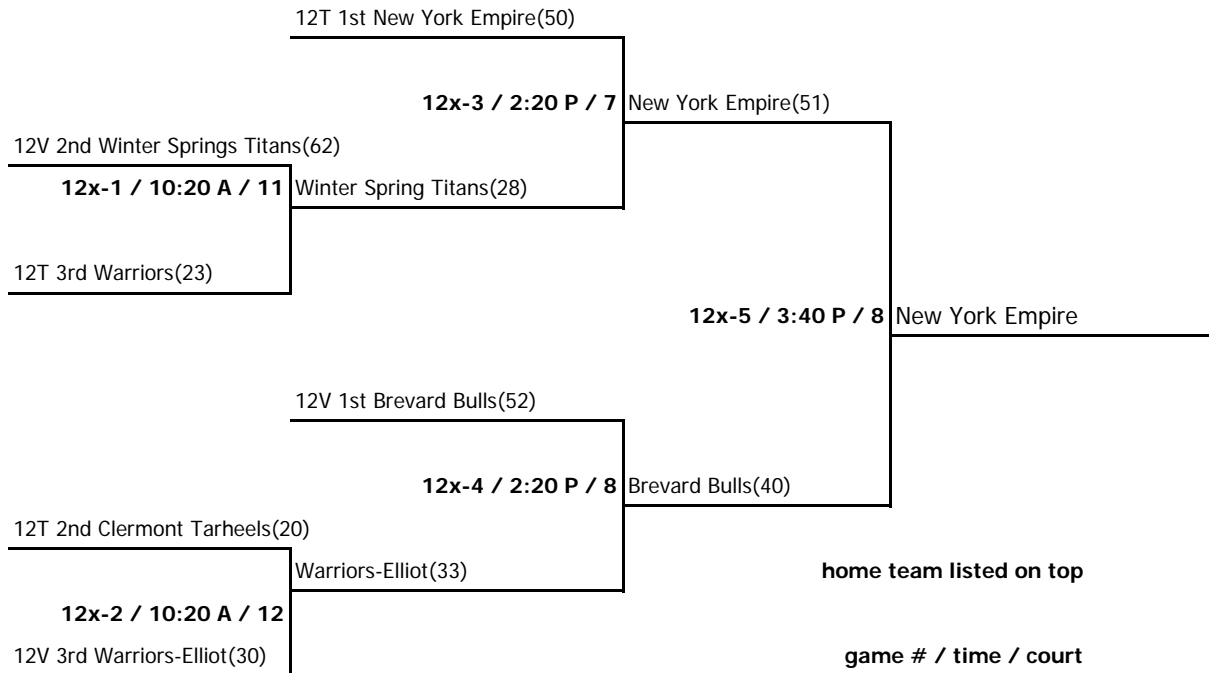 12T 1st New York Empire(50)
12x-3 / 2:20 P / 7 New York Empire(51)
12V 2nd Winter Springs Titans(62)
12x-1 / 10:20 A / 11 Winter Spring Titans(28)
12T 3rd Warriors(23)
12x-5 / 3:40 P / 8 New York Empire
12V 1st Brevard Bulls(52)
12x-4 / 2:20 P / 8 Brevard Bulls(40)
12T 2nd Clermont Tarheels(20)
Warriors-Elliot(33) home team listed on top
12x-2 / 10:20 A / 12
12V 3rd Warriors-Elliot(30) game # / time / court